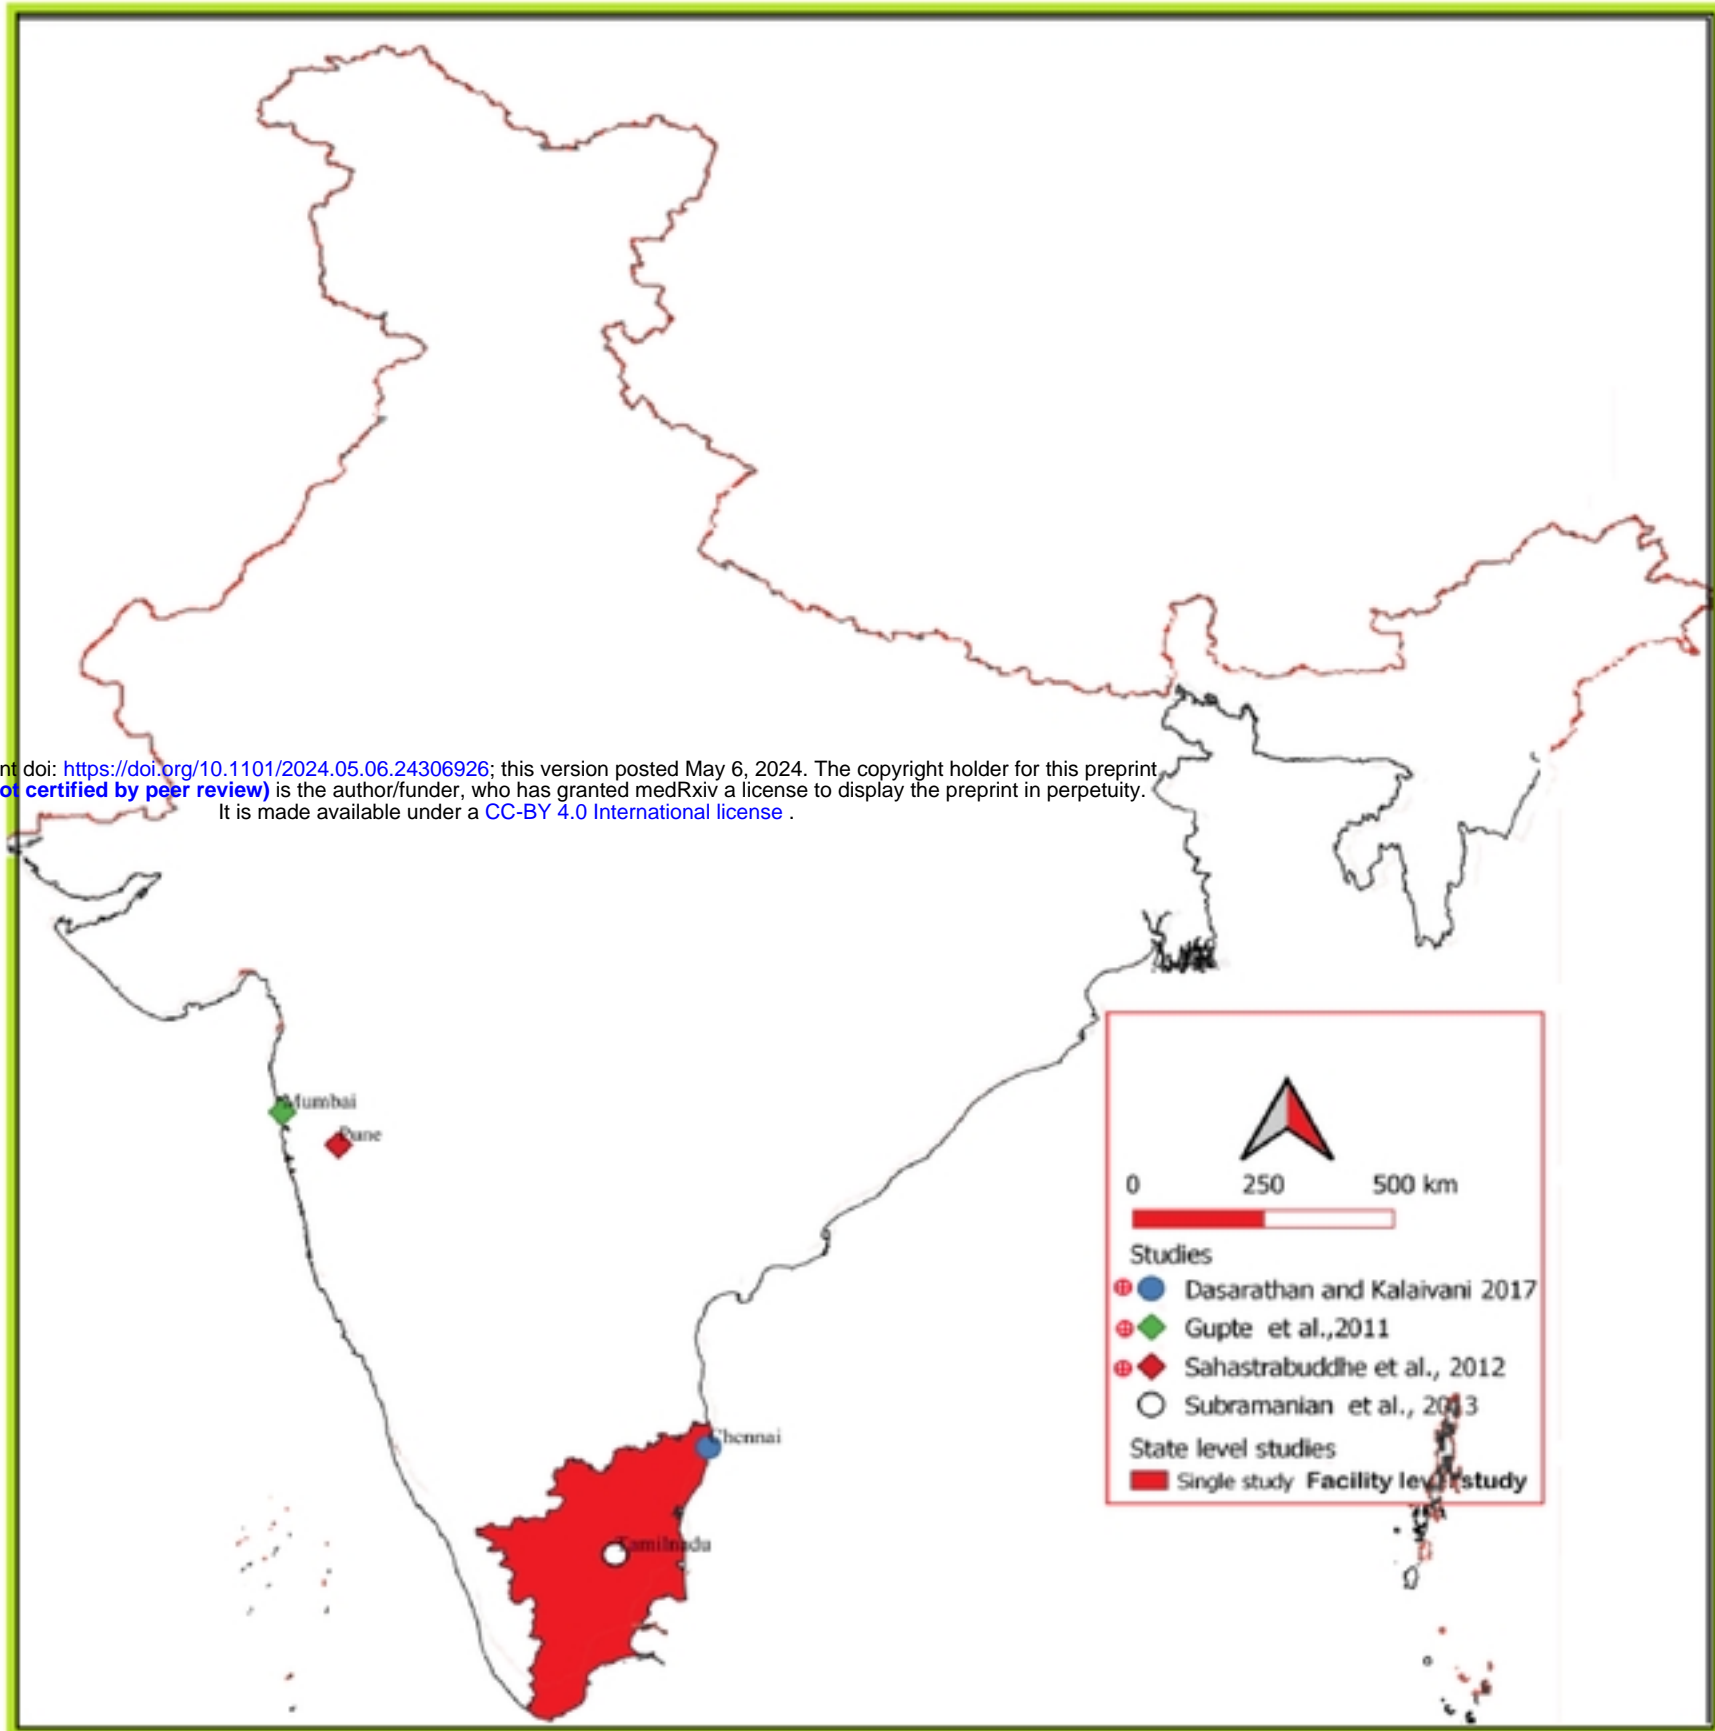 nt doi: https://doi.org/10.1101/2024.05.06.24306926; this version posted May 6, 2024. The copyright holder for this preprint
ot certified by peer review) is the author/funder, who has granted medRxiv a license to display the preprint in perpetuity.
It is made available under a CC-BY 4.0 International license .
Mumbai
Pune
0 250 500 km
Studies
Dasarathan and Kalaivani 2017
Gupte et al.,2011
Sahastrabuddhe et al., 2012
Subramanian et al., 2013
State level studies
Single study Facility level study
Chennai
Tamilnadu